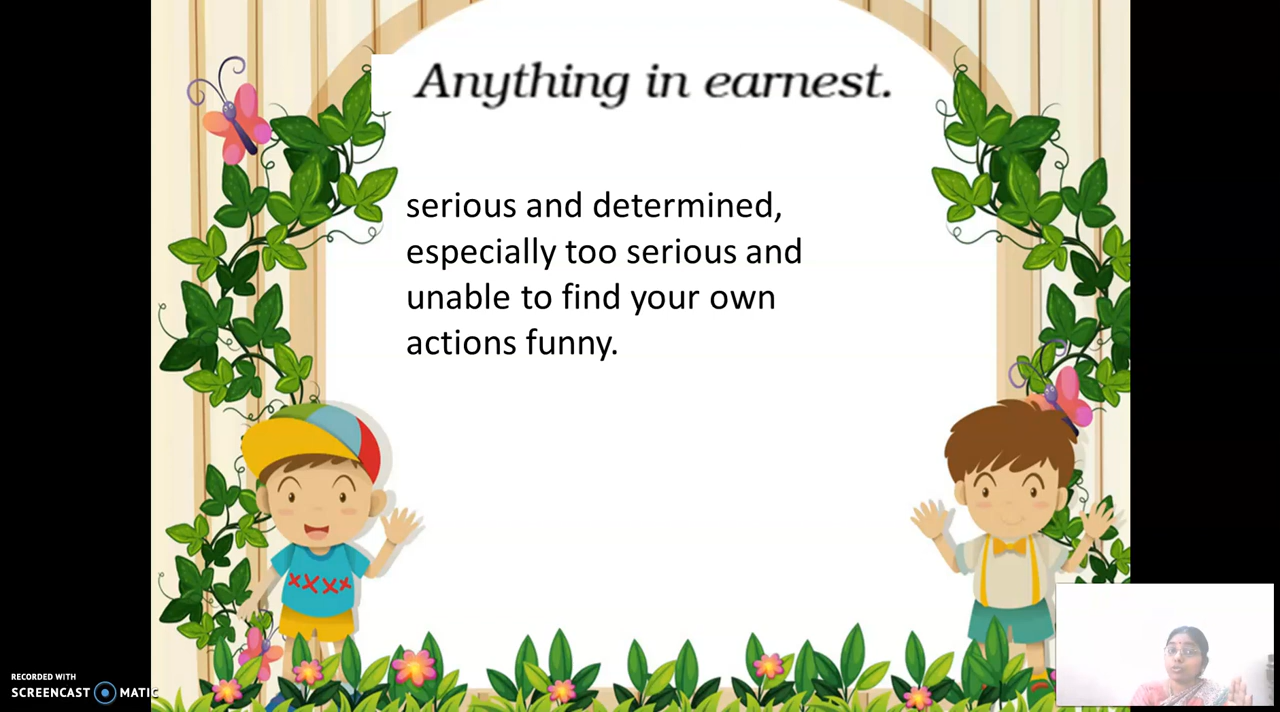 Anything in earnest.
serious and determined,
especially too serious and
unable to find your own
actions funny.
RECORDED WITH
SCREENCAST MATIC